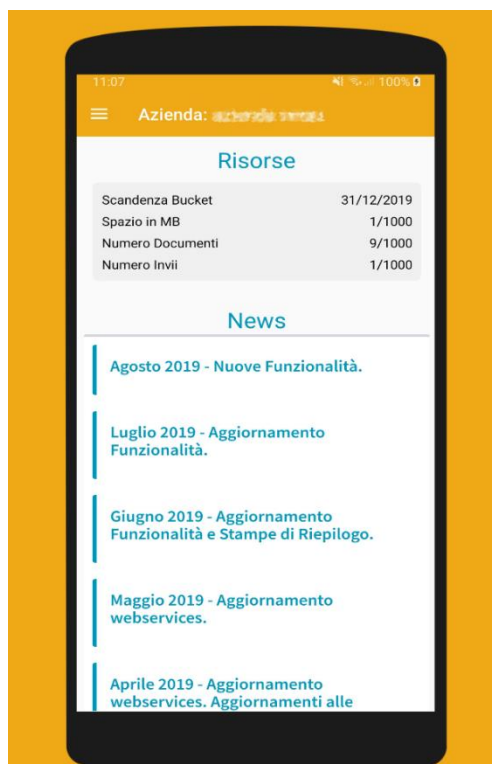 11:07 100%
Azienda:
Risorse
Scandenza Bucket 31/12/2019
Spazio in MB 1/1000
Numero Documenti 9/1000
Numero Invii 1/1000
News
Agosto 2019 - Nuove Funzionalità.
Luglio 2019 - Aggiornamento
Funzionalità.
Giugno 2019 - Aggiornamento
Funzionalità e Stampe di Riepilogo.
Maggio 2019 - Aggiornamento
webservices.
Aprile 2019 - Aggiornamento
webservices. Aggiornamenti alle